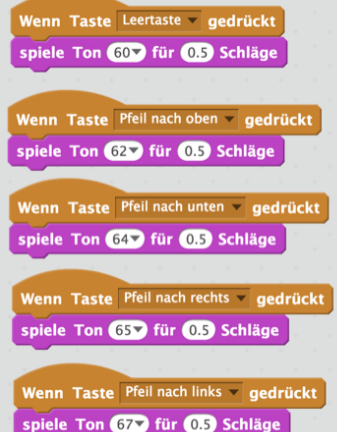 Wenn Taste Leertaste gedrückt
spiele Ton 60 für 0.5 Schläge
Wenn Taste Pfeil nach oben gedrückt
spiele Ton 62 für 0.5 Schläge
Wenn Taste Pfeil nach unten gedrückt
spiele Ton 64 für 0.5 Schläge
Wenn Taste Pfeil nach rechts gedrückt
spiele Ton 65 für 0.5 Schläge
Wenn Taste Pfeil nach links gedrückt
spiele Ton 67 für 0.5 Schläge